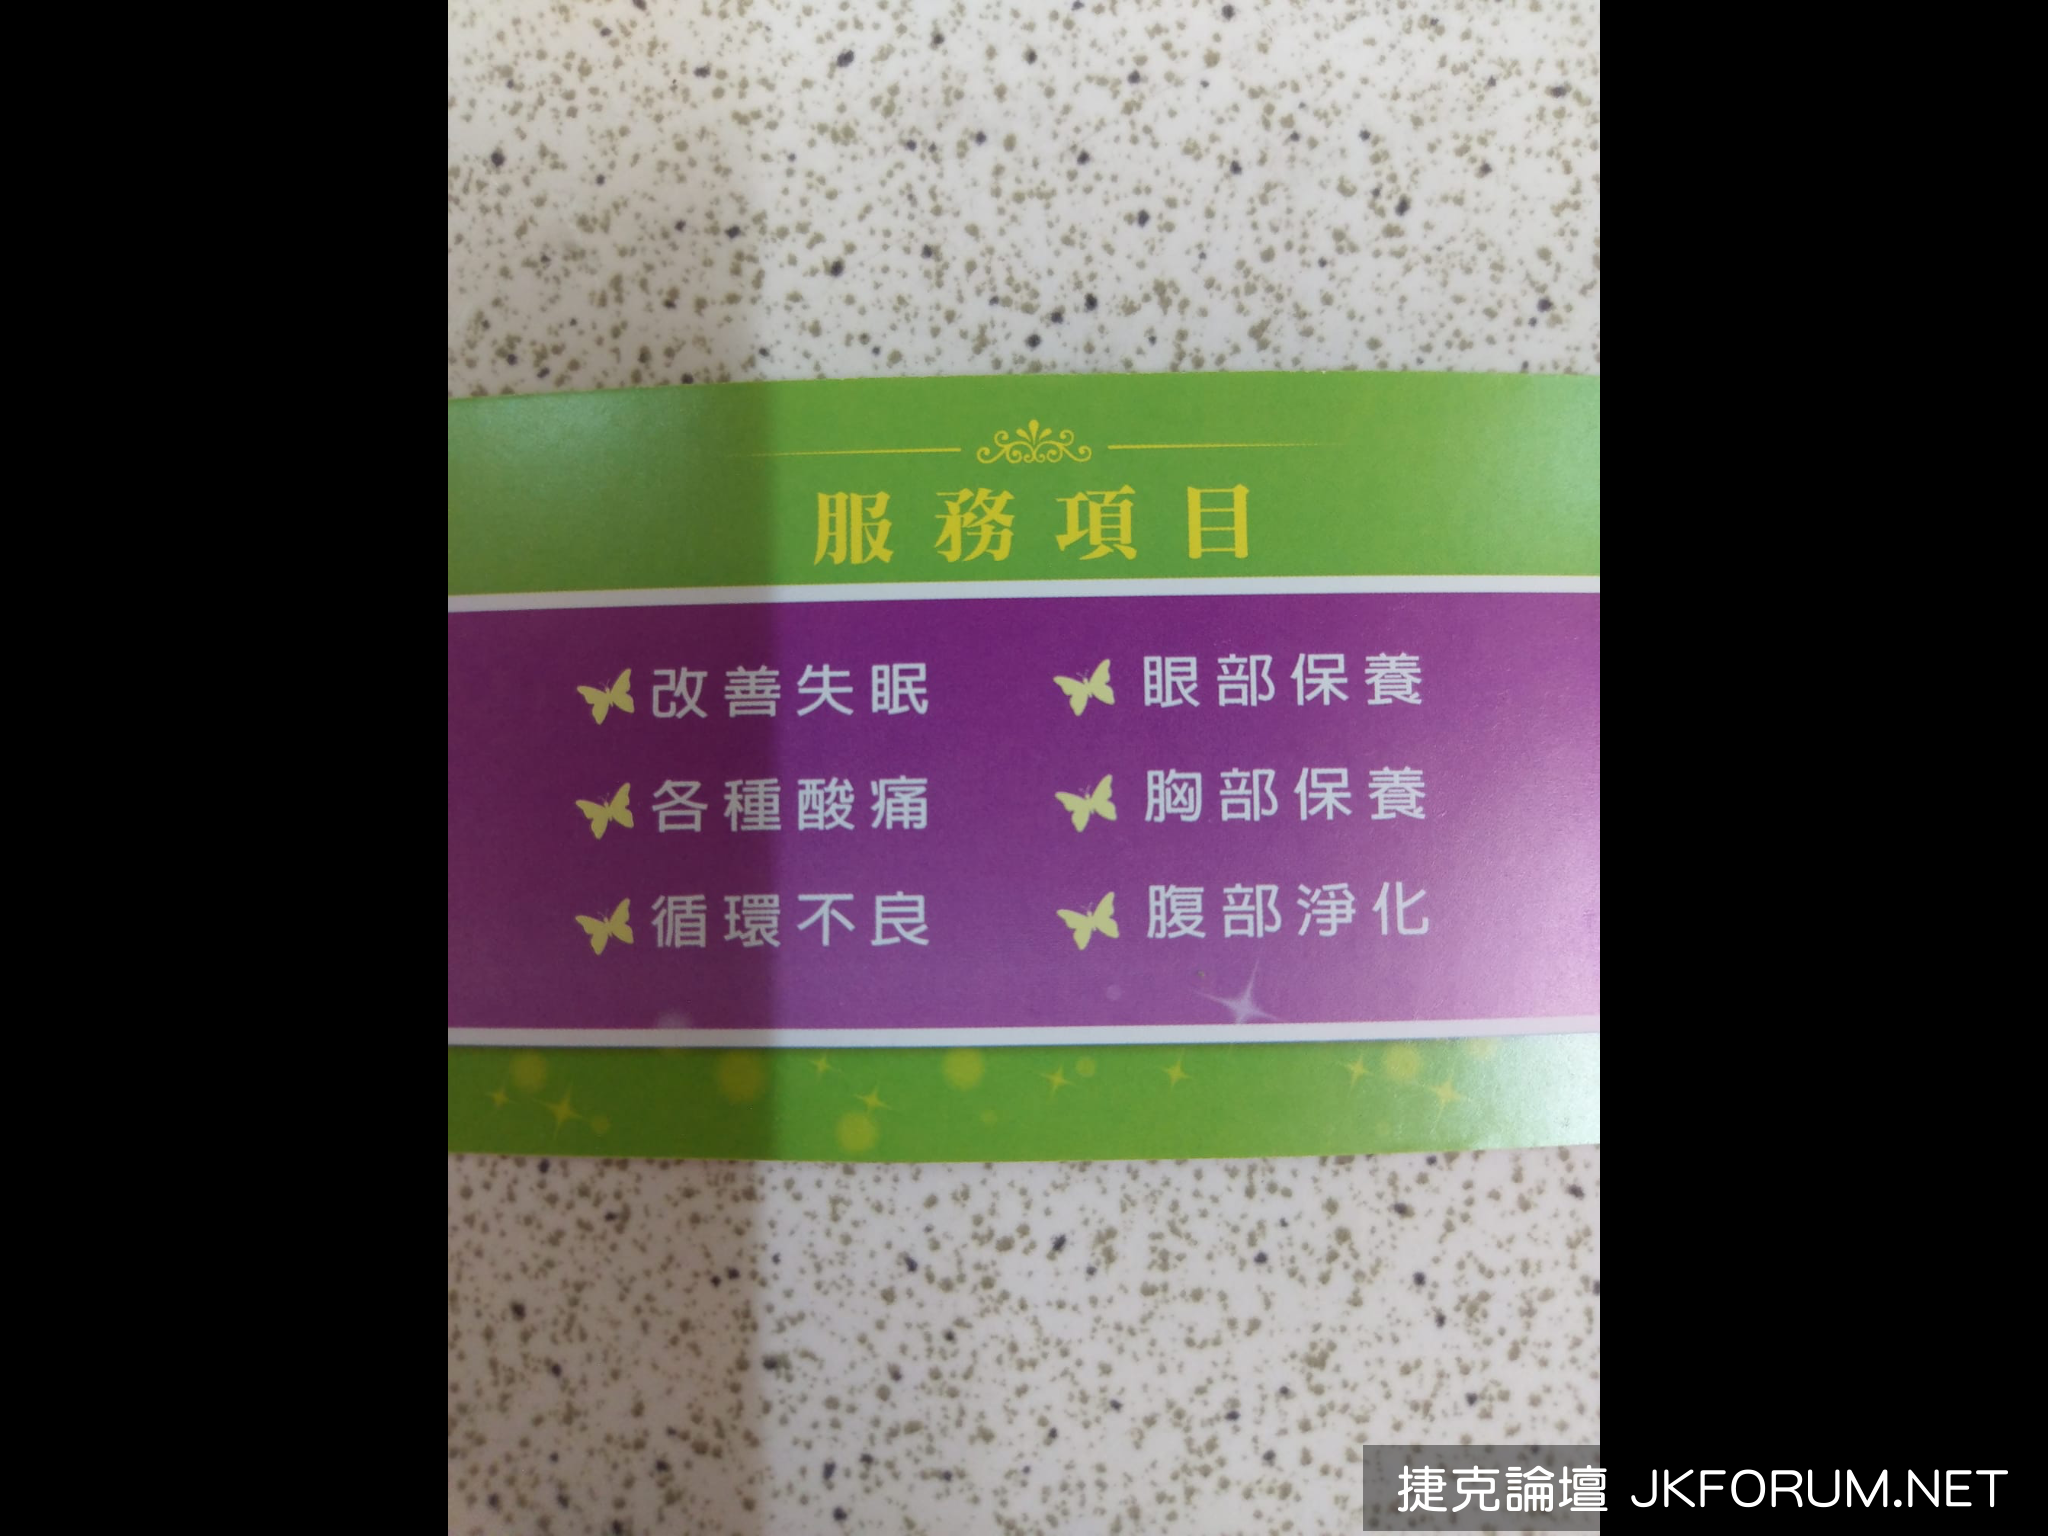 服務項目
改善失眠
眼部保養
各種酸痛
胸部保養
循環不良
腹部淨化
捷克論壇 JKFORUM.NET